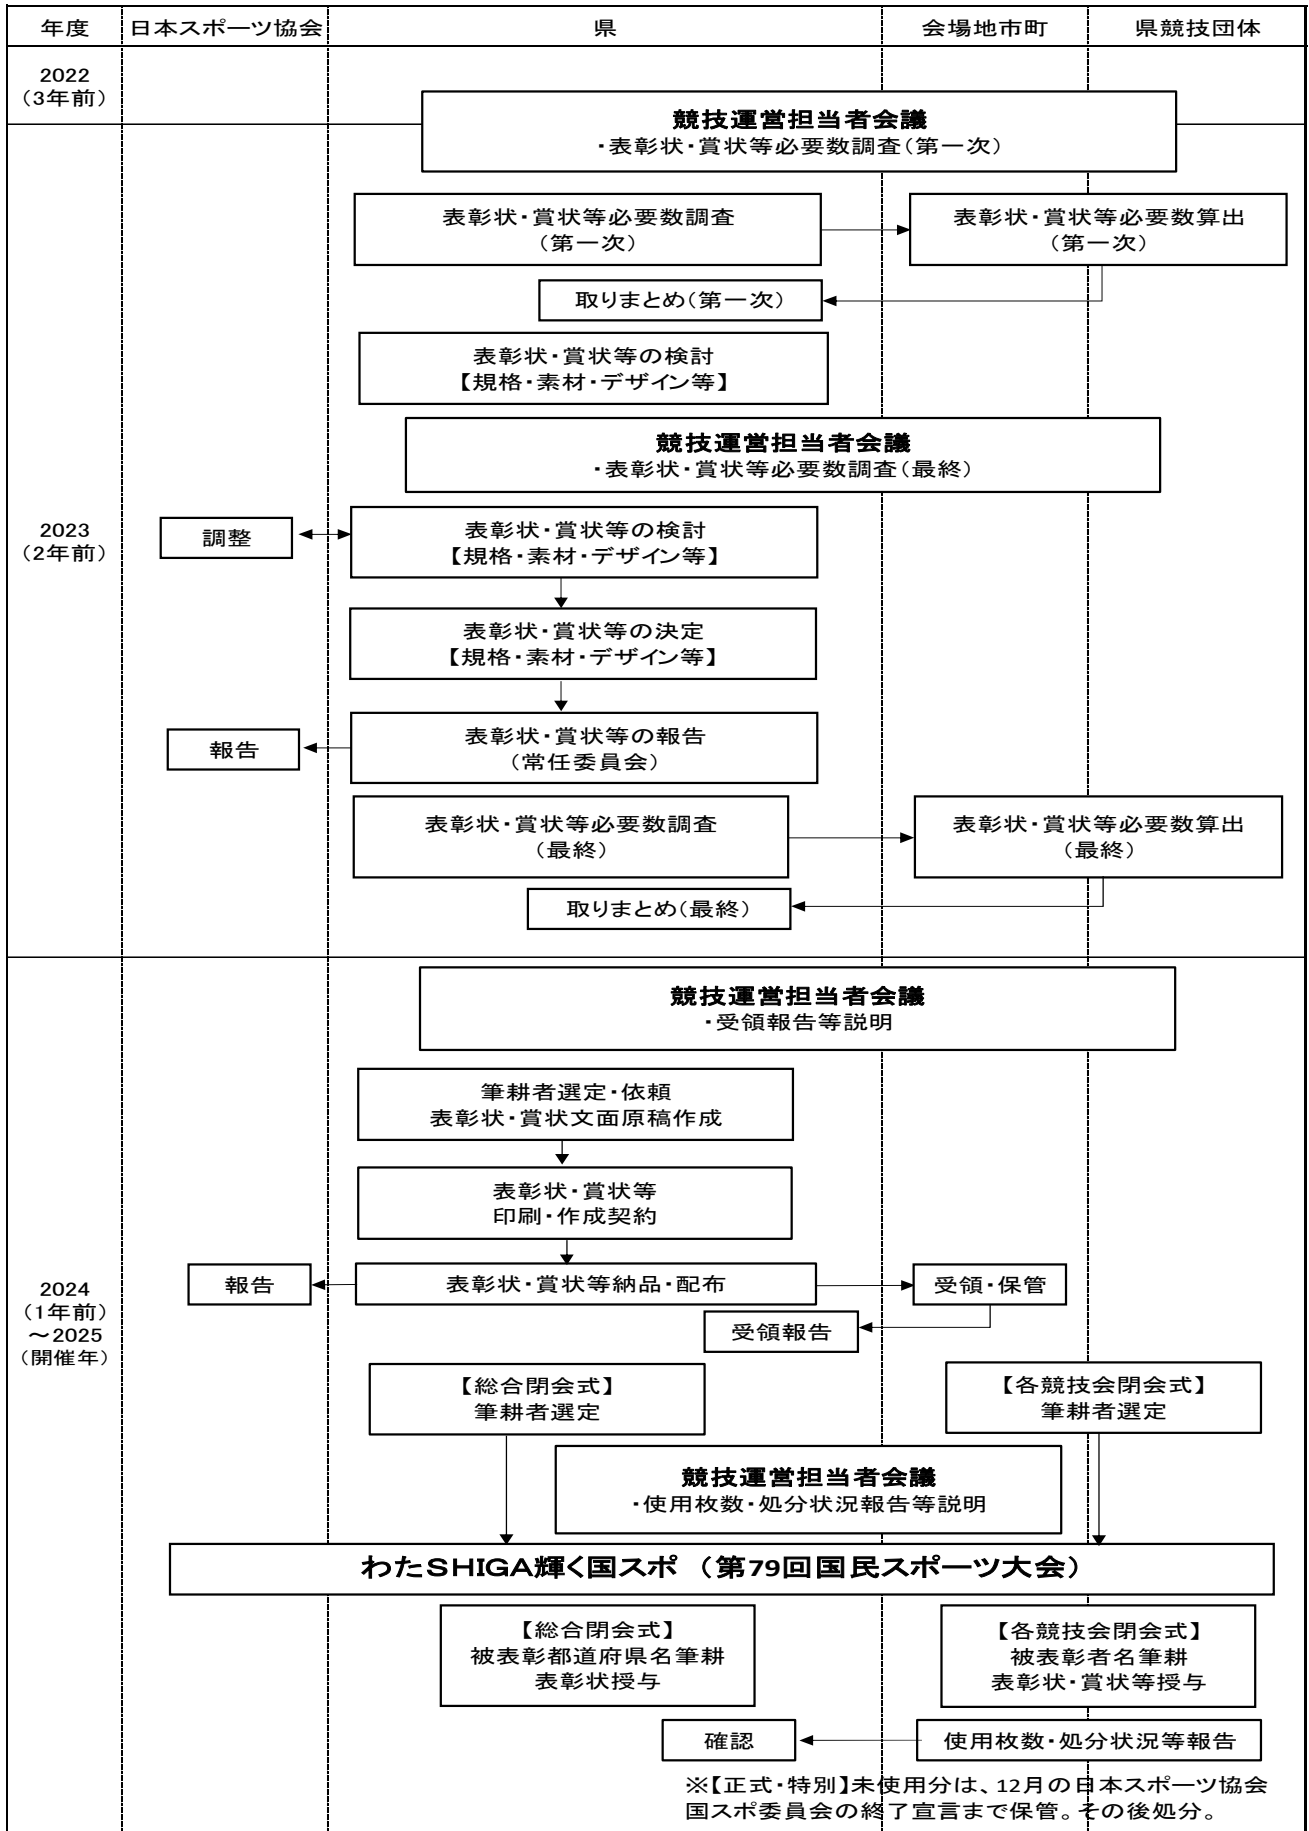 年度
日本スポーツ協会
県
会場地市町
県競技団体
2022
(3年前)
競技運営担当者会議
・表彰状・賞状等必要数調査(第一次)
表彰状・賞状等必要数調査
(第一次)
表彰状・賞状等必要数算出
(第一次)
取りまとめ(第一次)
表彰状・賞状等の検討
【規格・素材・デザイン等】
競技運営担当者会議
・表彰状・賞状等必要数調査(最終)
2023
(2年前)
調整
表彰状・賞状等の検討
【規格・素材・デザイン等】
表彰状・賞状等の決定
【規格・素材・デザイン等】
報告
表彰状・賞状等の報告
(常任委員会)
表彰状・賞状等必要数調査
(最終)
表彰状・賞状等必要数算出
(最終)
取りまとめ(最終)
競技運営担当者会議
・受領報告等説明
筆耕者選定・依頼
表彰状・賞状文面原稿作成
表彰状・賞状等
印刷・作成契約
2024
(1年前)
～2025
(開催年)
報告
表彰状・賞状等納品・配布
受領・保管
受領報告
【総合閉会式】
筆耕者選定
【各競技会閉会式】
筆耕者選定
競技運営担当者会議
・使用枚数・処分状況報告等説明
わたSHIGA輝く国スポ (第79回国民スポーツ大会)
【総合閉会式】
被表彰都道府県名筆耕
表彰状授与
【各競技会閉会式】
被表彰者名筆耕
表彰状・賞状等授与
確認
使用枚数・処分状況等報告
※【正式・特別】未使用分は、12月の日本スポーツ協会
国スポ委員会の終了宣言まで保管。その後処分。